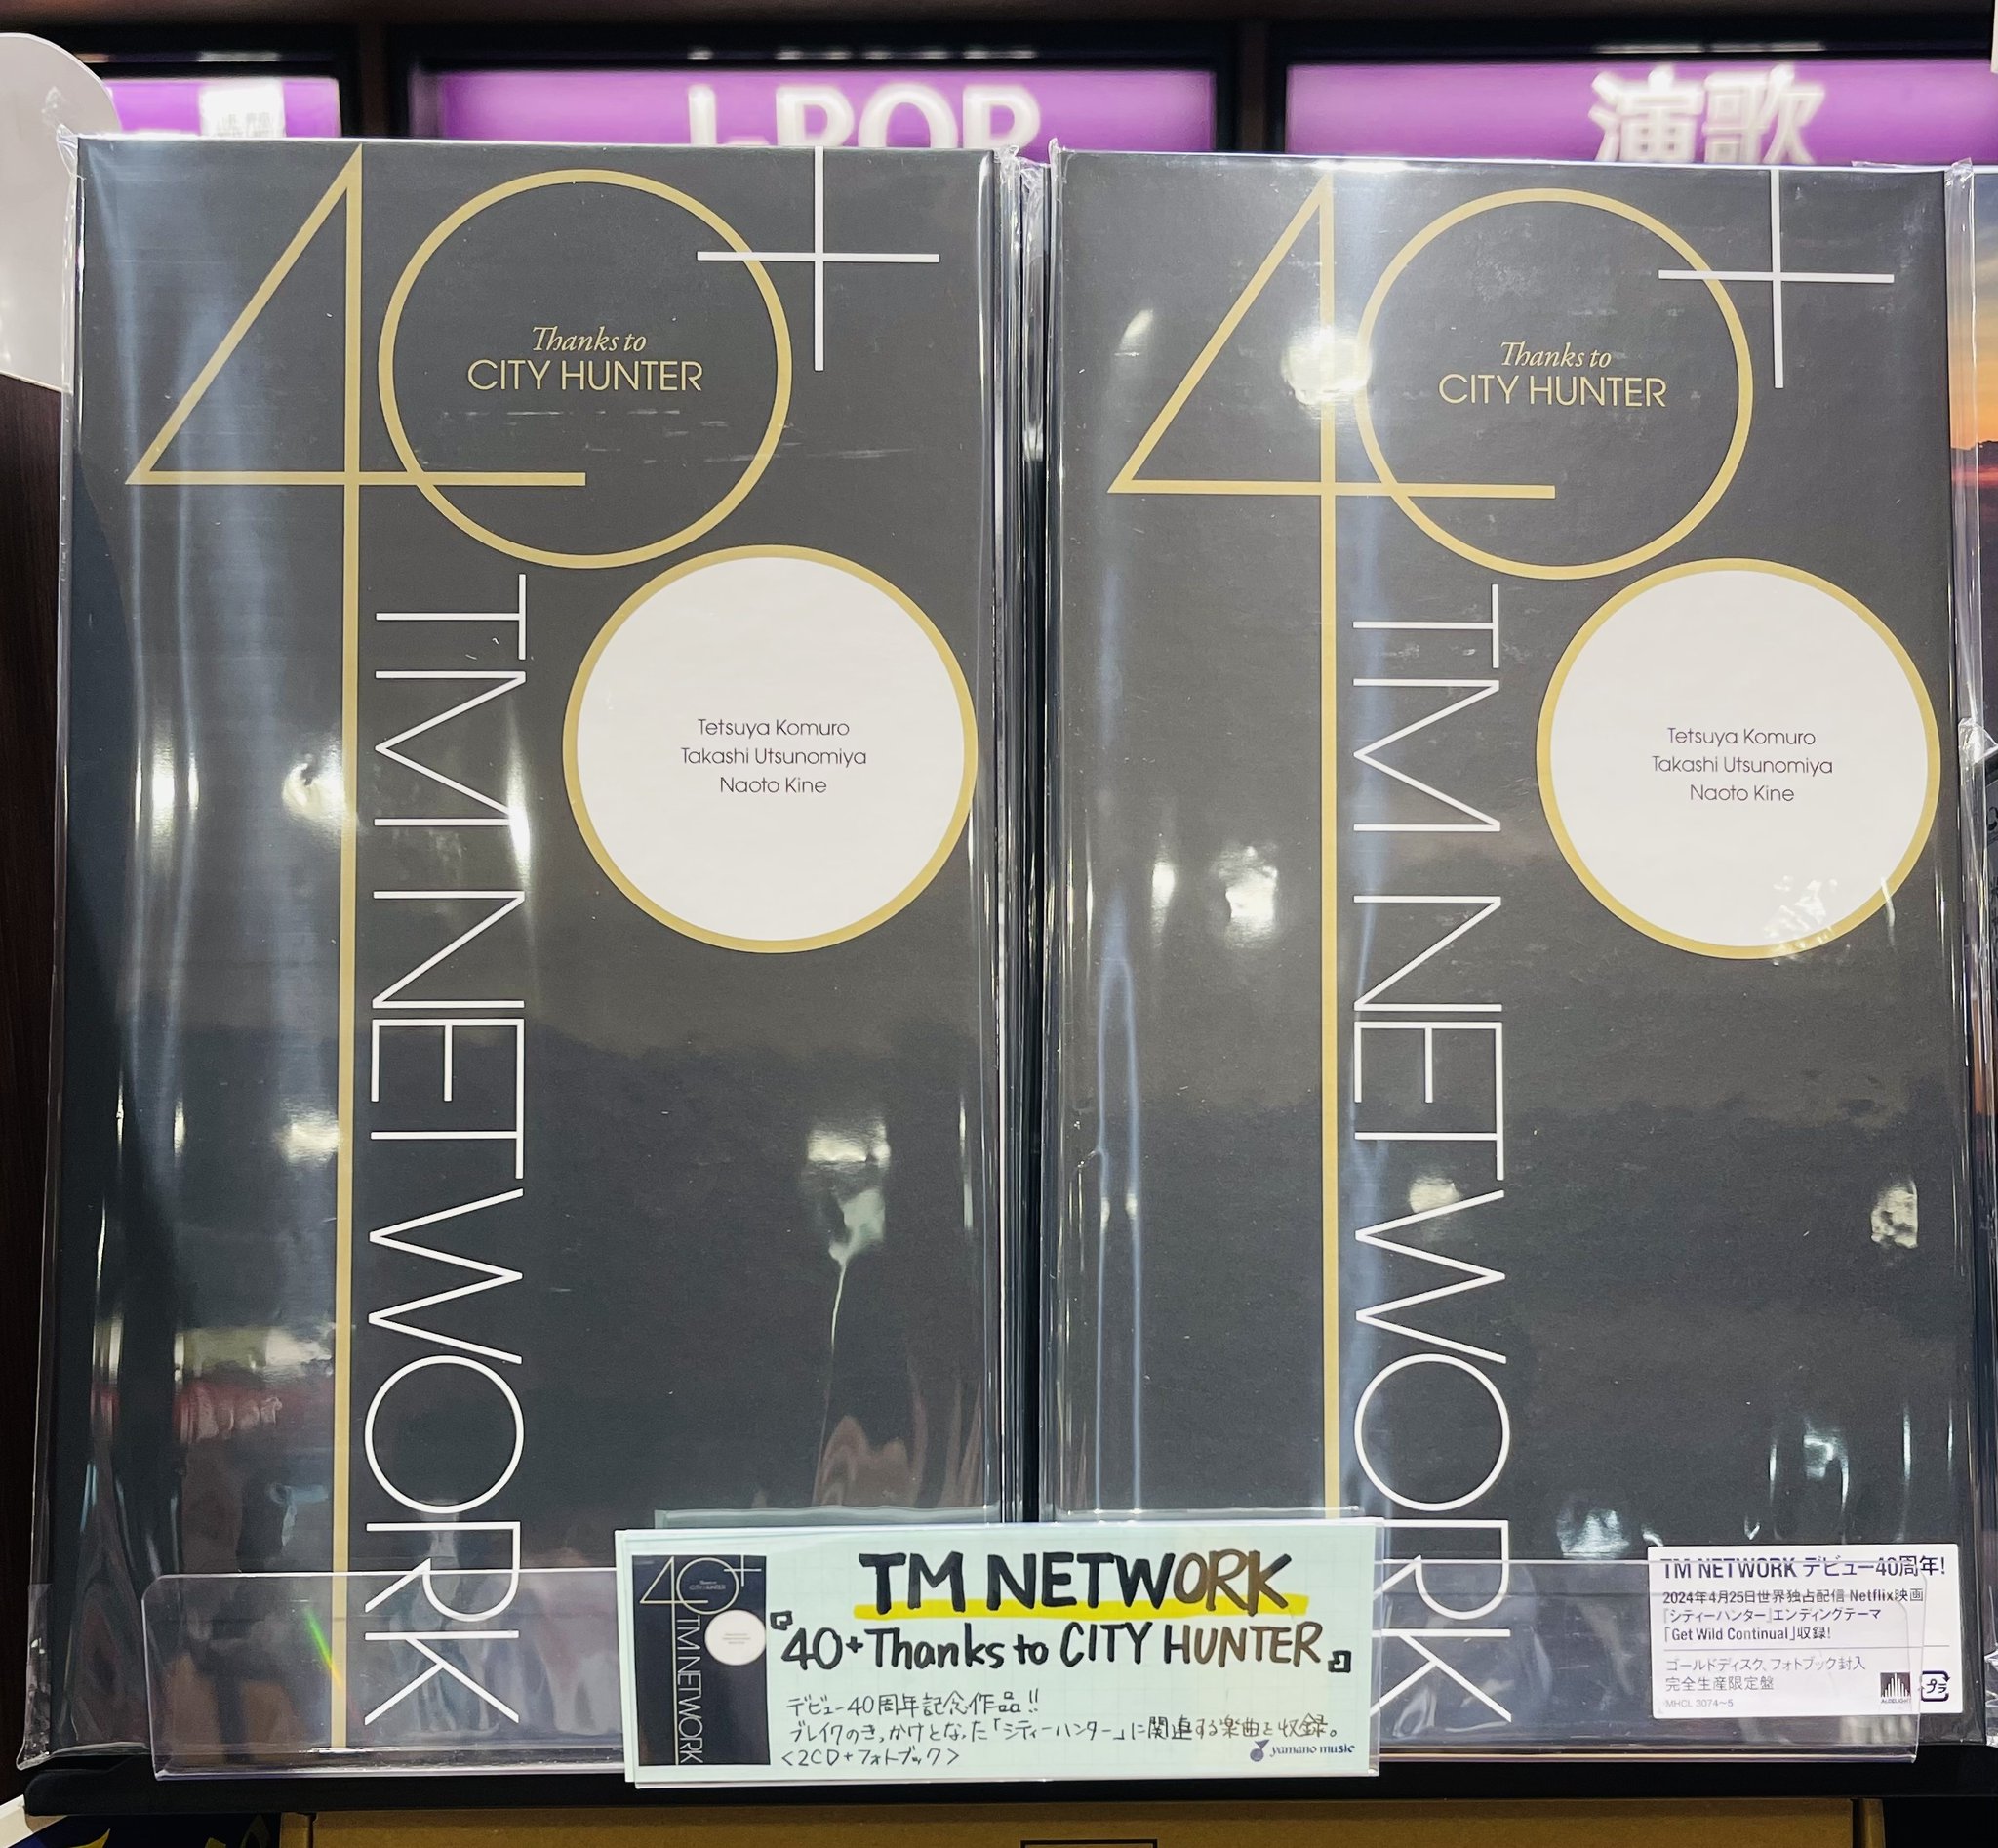 J-POP
演歌
40+
Thanks to
CITY HUNTER
TM NETWORK
Tetsuya Komuro
Takashi Utsunomiya
Naoto Kine
40+
Thanks to
CITY HUNTER
TM NETWORK
Tetsuya Komuro
Takashi Utsunomiya
Naoto Kine
40+
TM NETWORK
TM NETWORK
『40+Thanks to CITY HUNTER』
デビュー40周年記念作品!!
ブレイクのきっかけとなった「シティーハンター」に関連する楽曲を収録。
<2CD+フォトブック>
yamano music
TM NETWORK デビュー40周年!
2024年4月25日世界独占配信 Netflix映画
『シティーハンター』エンディングテーマ
「Get Wild Continual」収録!
ゴールドディスク、フォトブック封入
完全生産限定盤
MHCL 3074〜5
プラ